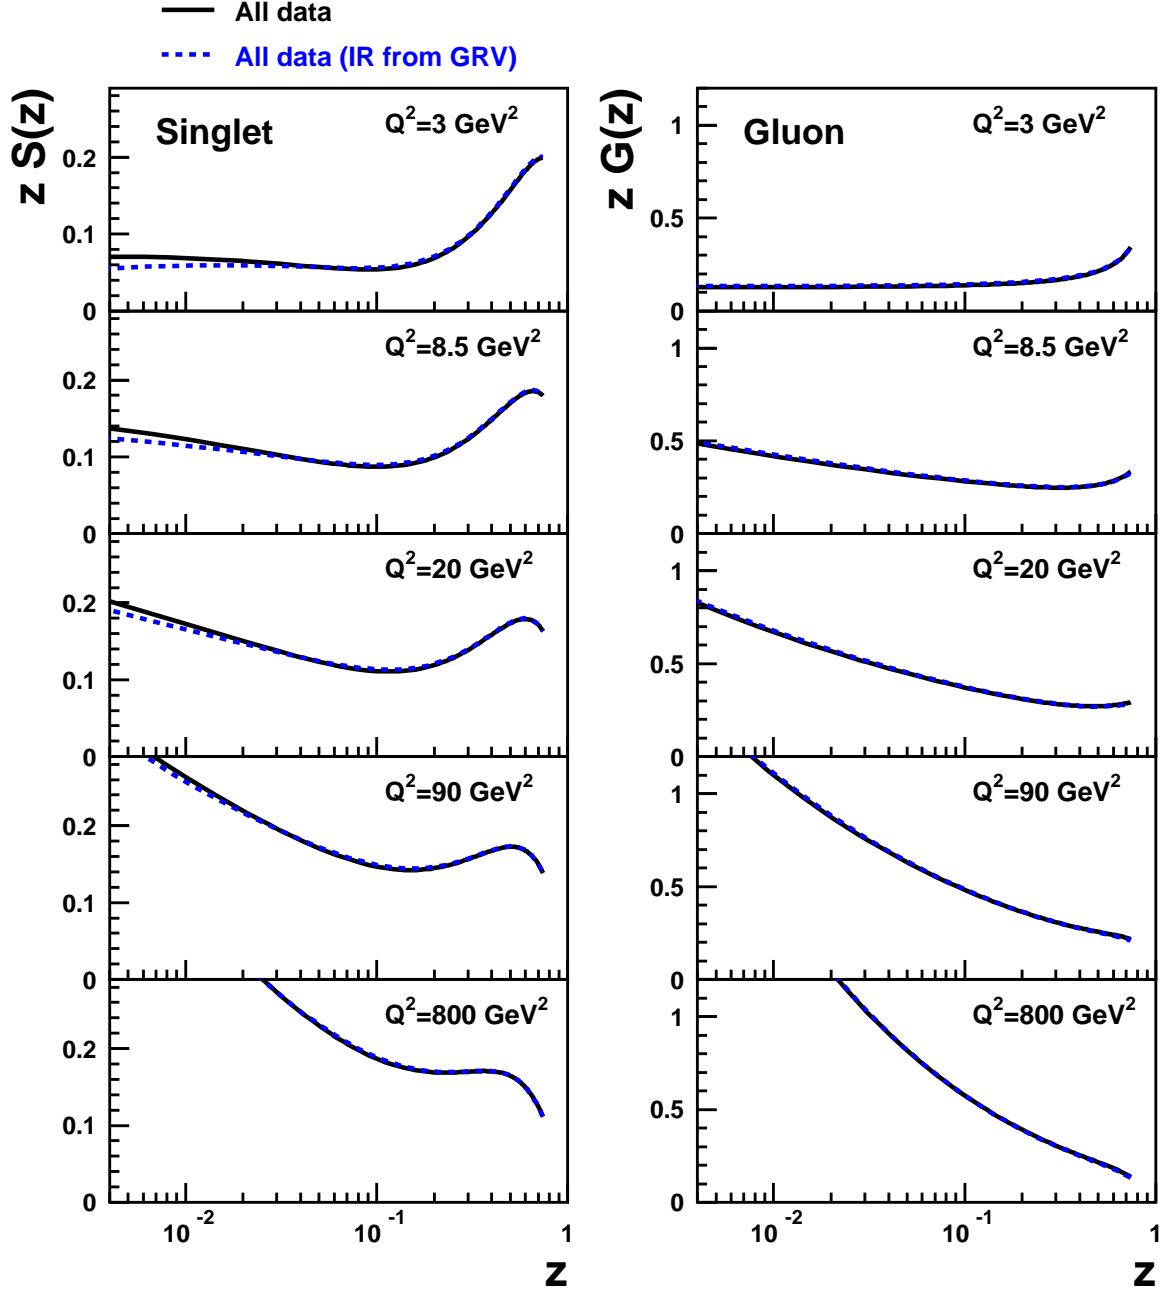 All data
All data (IR from GRV)
z S(z)
Singlet
Q²=3 GeV²
0.2
0.1
0
Q²=8.5 GeV²
0.2
0.1
0
Q²=20 GeV²
0.2
0.1
0
Q²=90 GeV²
0.2
0.1
0
Q²=800 GeV²
0.2
0.1
0
10⁻² 10⁻¹ 1
z
z G(z)
Gluon
Q²=3 GeV²
1
0.5
0
Q²=8.5 GeV²
1
0.5
0
Q²=20 GeV²
1
0.5
0
Q²=90 GeV²
1
0.5
0
Q²=800 GeV²
1
0.5
0
10⁻² 10⁻¹ 1
z